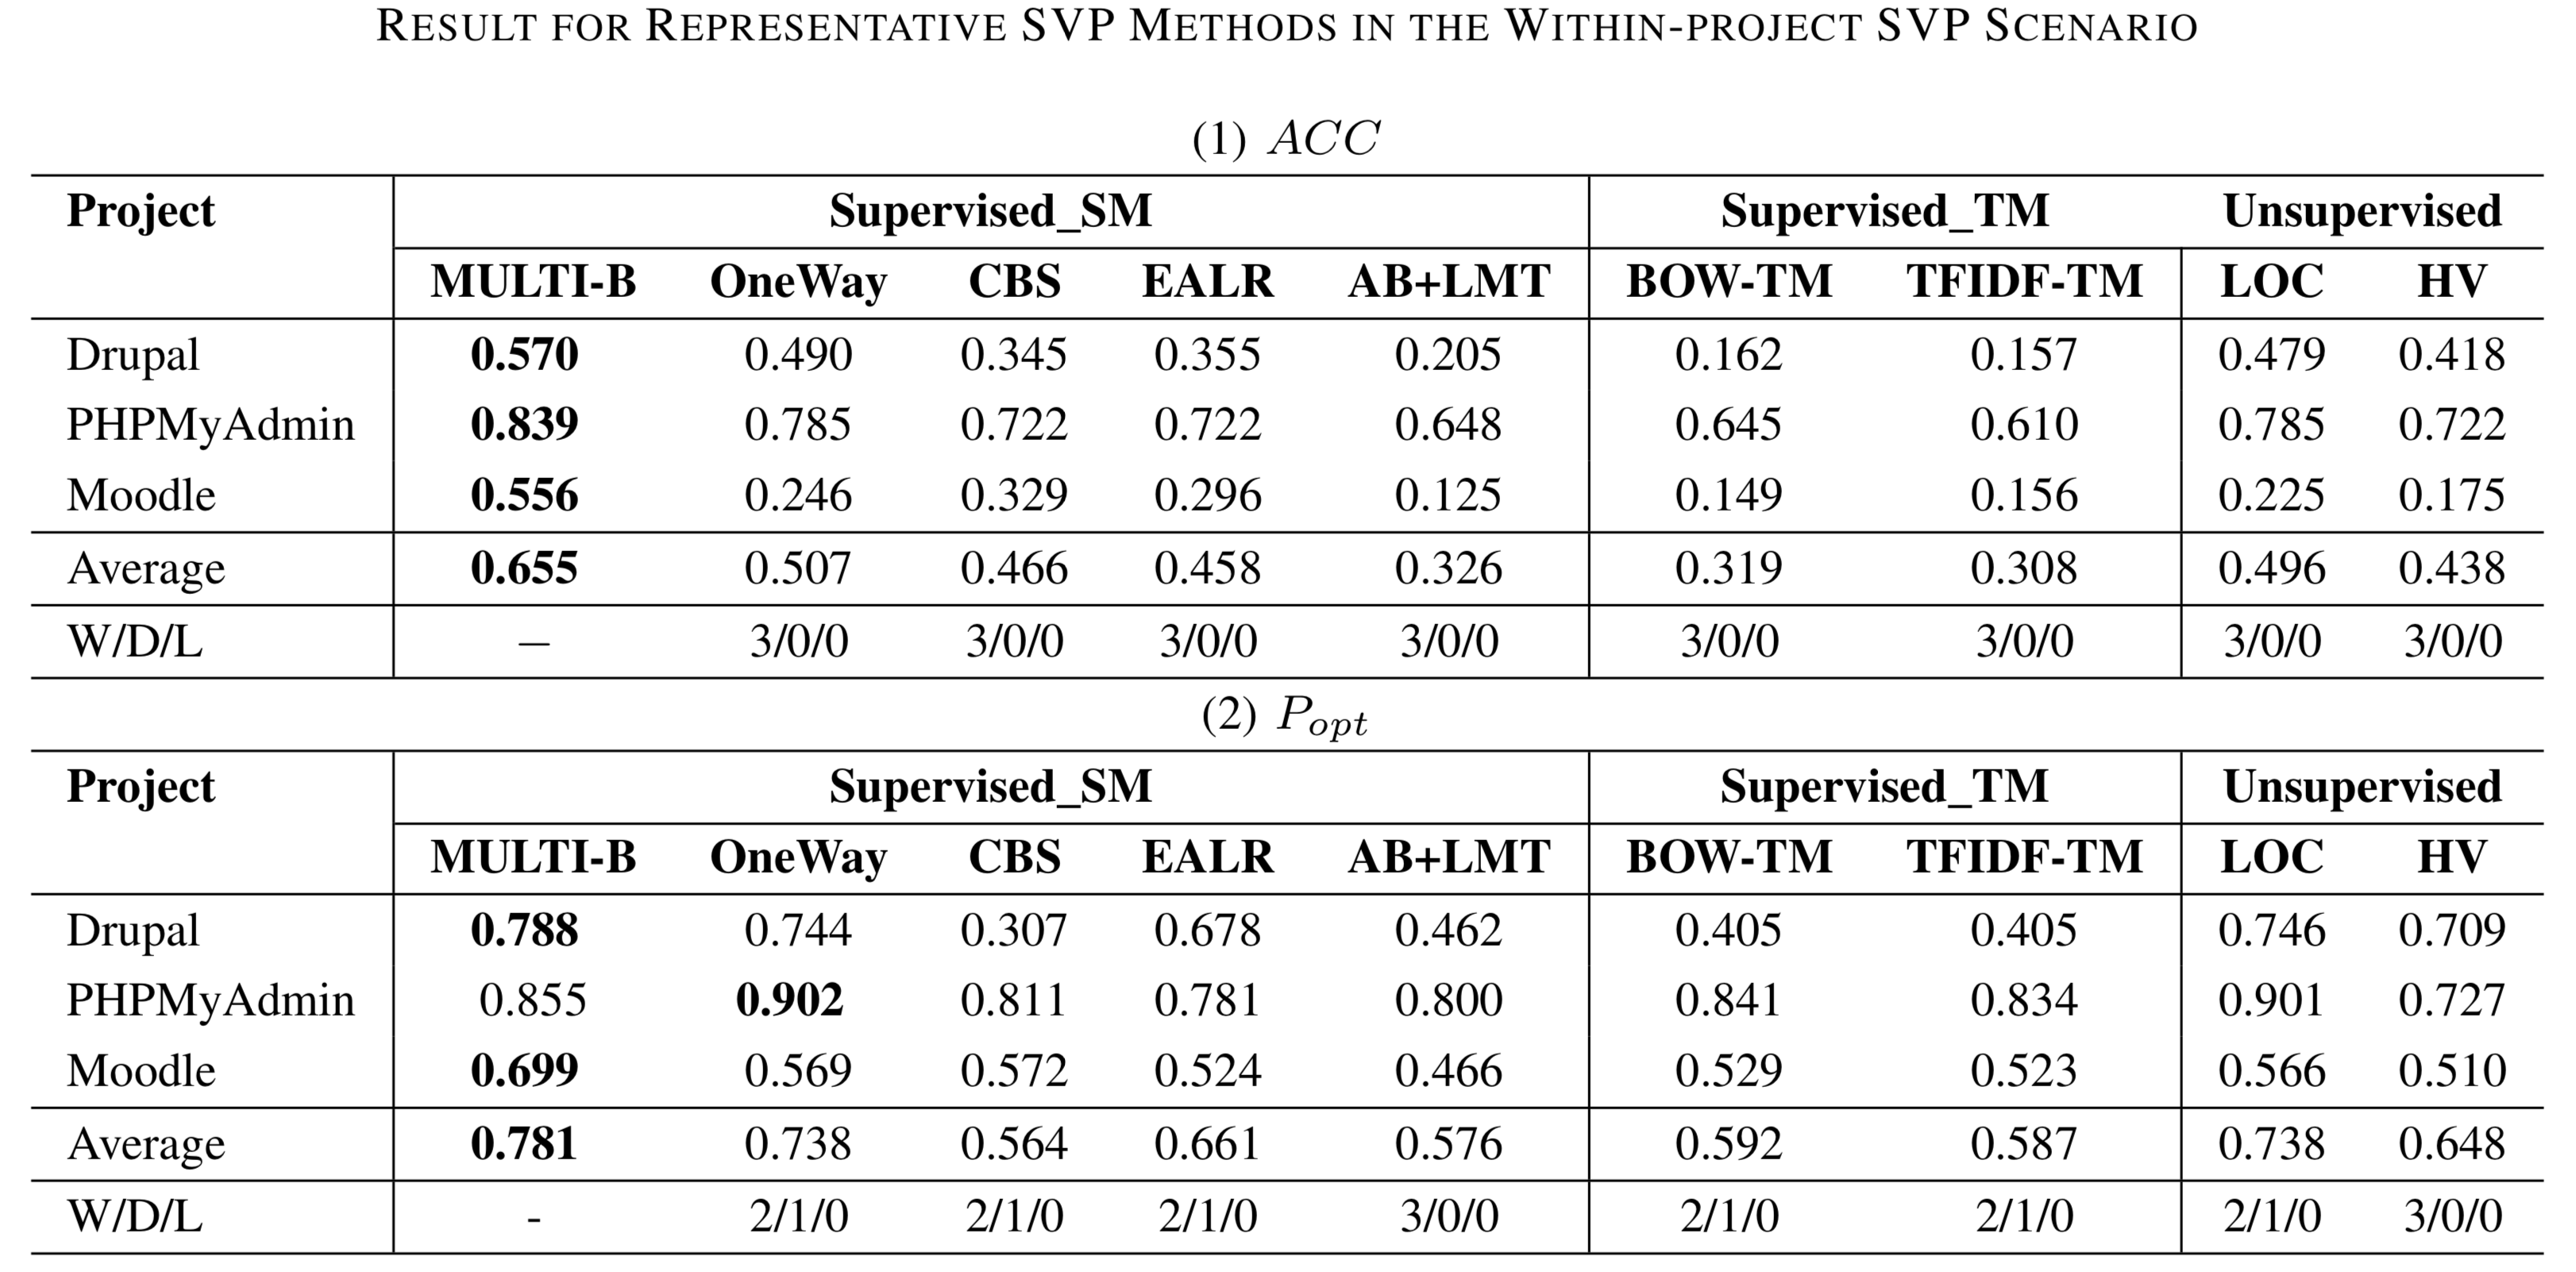 RESULT FOR REPRESENTATIVE SVP METHODS IN THE WITHIN-PROJECT SVP SCENARIO
(1) ACC
Project Supervised_SM Supervised_TM Unsupervised
MULTI-B OneWay CBS EALR AB+LMT BOW-TM TFIDF-TM LOC HV
Drupal 0.570 0.490 0.345 0.355 0.205 0.162 0.157 0.479 0.418
PHPMyAdmin 0.839 0.785 0.722 0.722 0.648 0.645 0.610 0.785 0.722
Moodle 0.556 0.246 0.329 0.296 0.125 0.149 0.156 0.225 0.175
Average 0.655 0.507 0.466 0.458 0.326 0.319 0.308 0.496 0.438
W/D/L – 3/0/0 3/0/0 3/0/0 3/0/0 3/0/0 3/0/0 3/0/0 3/0/0
(2) P_opt
Project Supervised_SM Supervised_TM Unsupervised
MULTI-B OneWay CBS EALR AB+LMT BOW-TM TFIDF-TM LOC HV
Drupal 0.788 0.744 0.307 0.678 0.462 0.405 0.405 0.746 0.709
PHPMyAdmin 0.855 0.902 0.811 0.781 0.800 0.841 0.834 0.901 0.727
Moodle 0.699 0.569 0.572 0.524 0.466 0.529 0.523 0.566 0.510
Average 0.781 0.738 0.564 0.661 0.576 0.592 0.587 0.738 0.648
W/D/L - 2/1/0 2/1/0 2/1/0 3/0/0 2/1/0 2/1/0 2/1/0 3/0/0